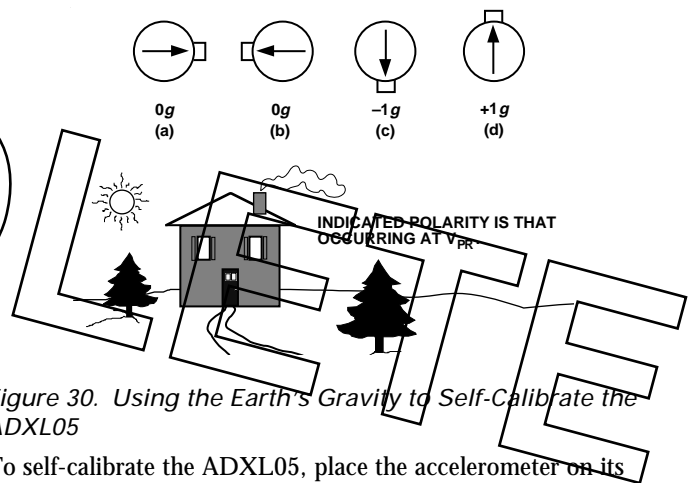 0g 0g –1g +1g
(a) (b) (c) (d)
INDICATED POLARITY IS THAT
OCCURRING AT VPR.
LETE
igure 30. Using the Earth's Gravity to Self-Calibrate the
ADXL05
To self-calibrate the ADXL05, place the accelerometer on its